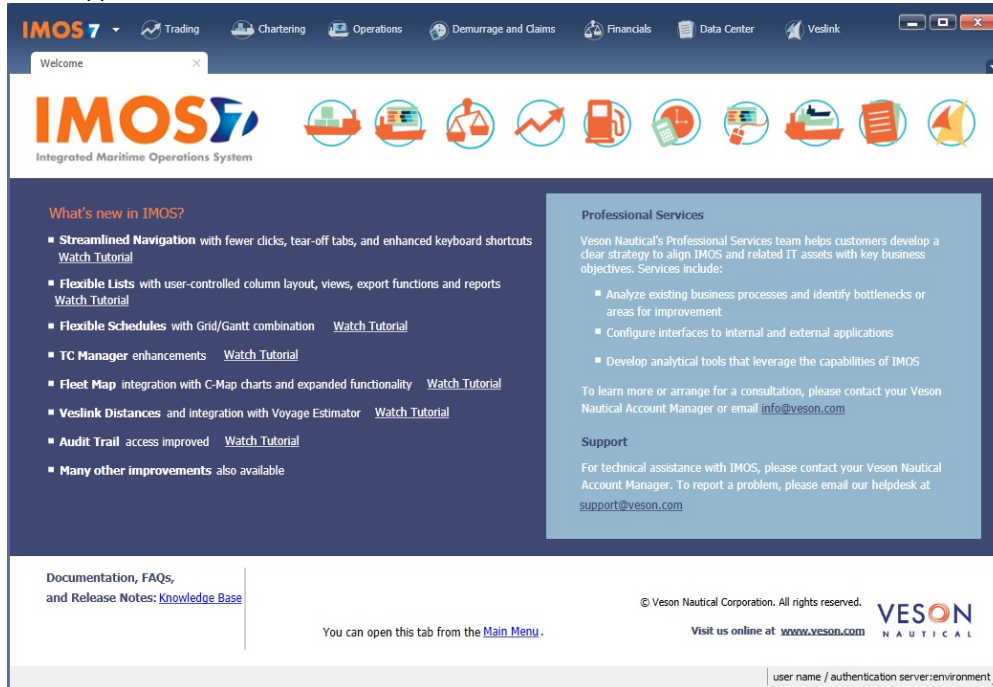 IMOS 7 Trading Chartering Operations Demurrage and Claims Financials Data Center Veslink
Welcome
IMOS7
Integrated Maritime Operations System
What's new in IMOS?
Streamlined Navigation with fewer clicks, tear-off tabs, and enhanced keyboard shortcuts
Watch Tutorial
Flexible Lists with user-controlled column layout, views, export functions and reports
Watch Tutorial
Flexible Schedules with Grid/Gantt combination Watch Tutorial
TC Manager enhancements Watch Tutorial
Fleet Map integration with C-Map charts and expanded functionality Watch Tutorial
Veslink Distances and integration with Voyage Estimator Watch Tutorial
Audit Trail access improved Watch Tutorial
Many other improvements also available
Professional Services
Veson Nautical's Professional Services team helps customers develop a
clear strategy to align IMOS and related IT assets with key business
objectives. Services include:
Analyze existing business processes and identify bottlenecks or
areas for improvement
Configure interfaces to internal and external applications
Develop analytical tools that leverage the capabilities of IMOS
To learn more or arrange for a consultation, please contact your Veson
Nautical Account Manager or email info@veson.com
Support
For technical assistance with IMOS, please contact your Veson Nautical
Account Manager. To report a problem, please email our helpdesk at
support@veson.com
Documentation, FAQs,
and Release Notes: Knowledge Base
You can open this tab from the Main Menu.
© Veson Nautical Corporation. All rights reserved.
Visit us online at www.veson.com
VESON
NAUTICAL
user name / authentication server:environment